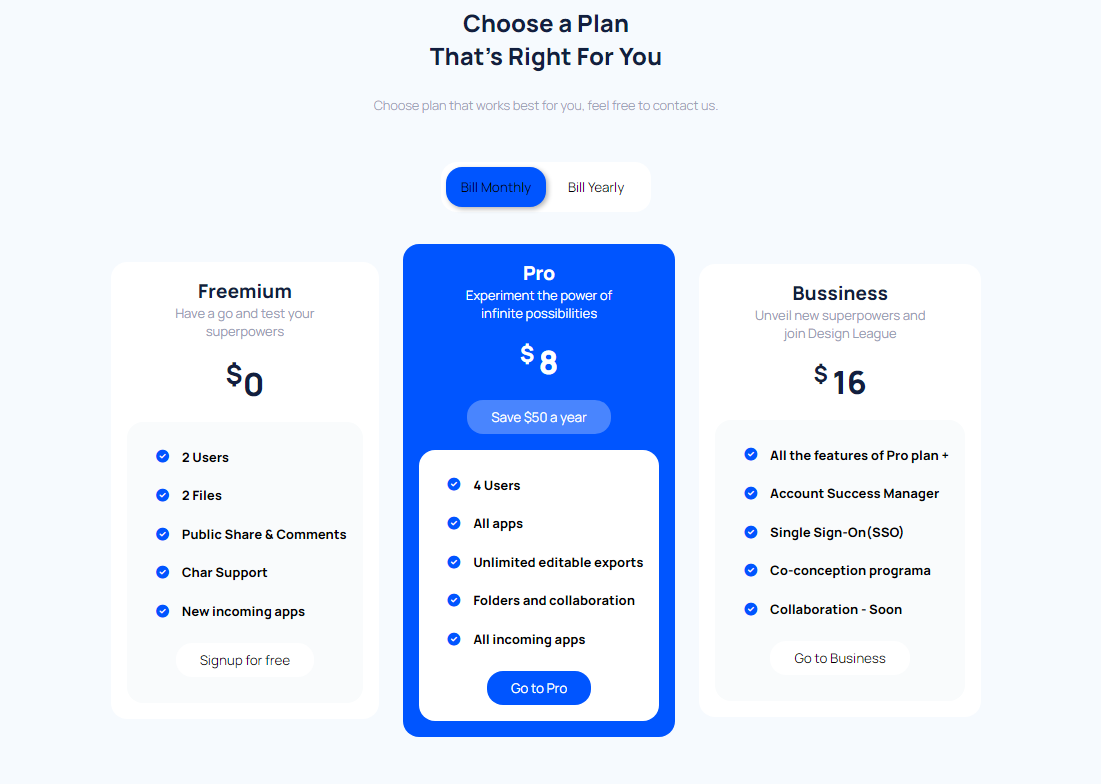 Choose a Plan
That's Right For You
Choose plan that works best for you, feel free to contact us.
Bill Monthly
Bill Yearly
Freemium
Have a go and test your
superpowers
$0
2 Users
2 Files
Public Share & Comments
Char Support
New incoming apps
Signup for free
Pro
Experiment the power of
infinite possibilities
$ 8
Save $50 a year
4 Users
All apps
Unlimited editable exports
Folders and collaboration
All incoming apps
Go to Pro
Bussiness
Unveil new superpowers and
join Design League
$ 16
All the features of Pro plan +
Account Success Manager
Single Sign-On(SSO)
Co-conception programa
Collaboration - Soon
Go to Business